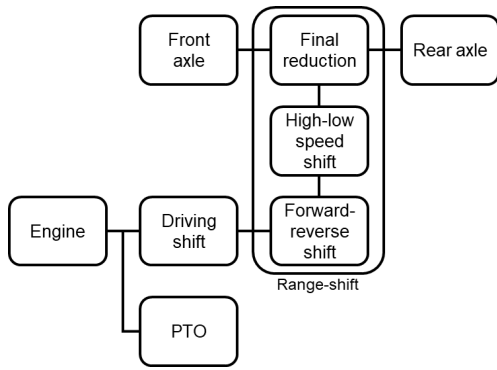 Front
axle
Final
reduction
Rear axle
High-low
speed
shift
Engine
Driving
shift
Forward-
reverse
shift
Range-shift
PTO